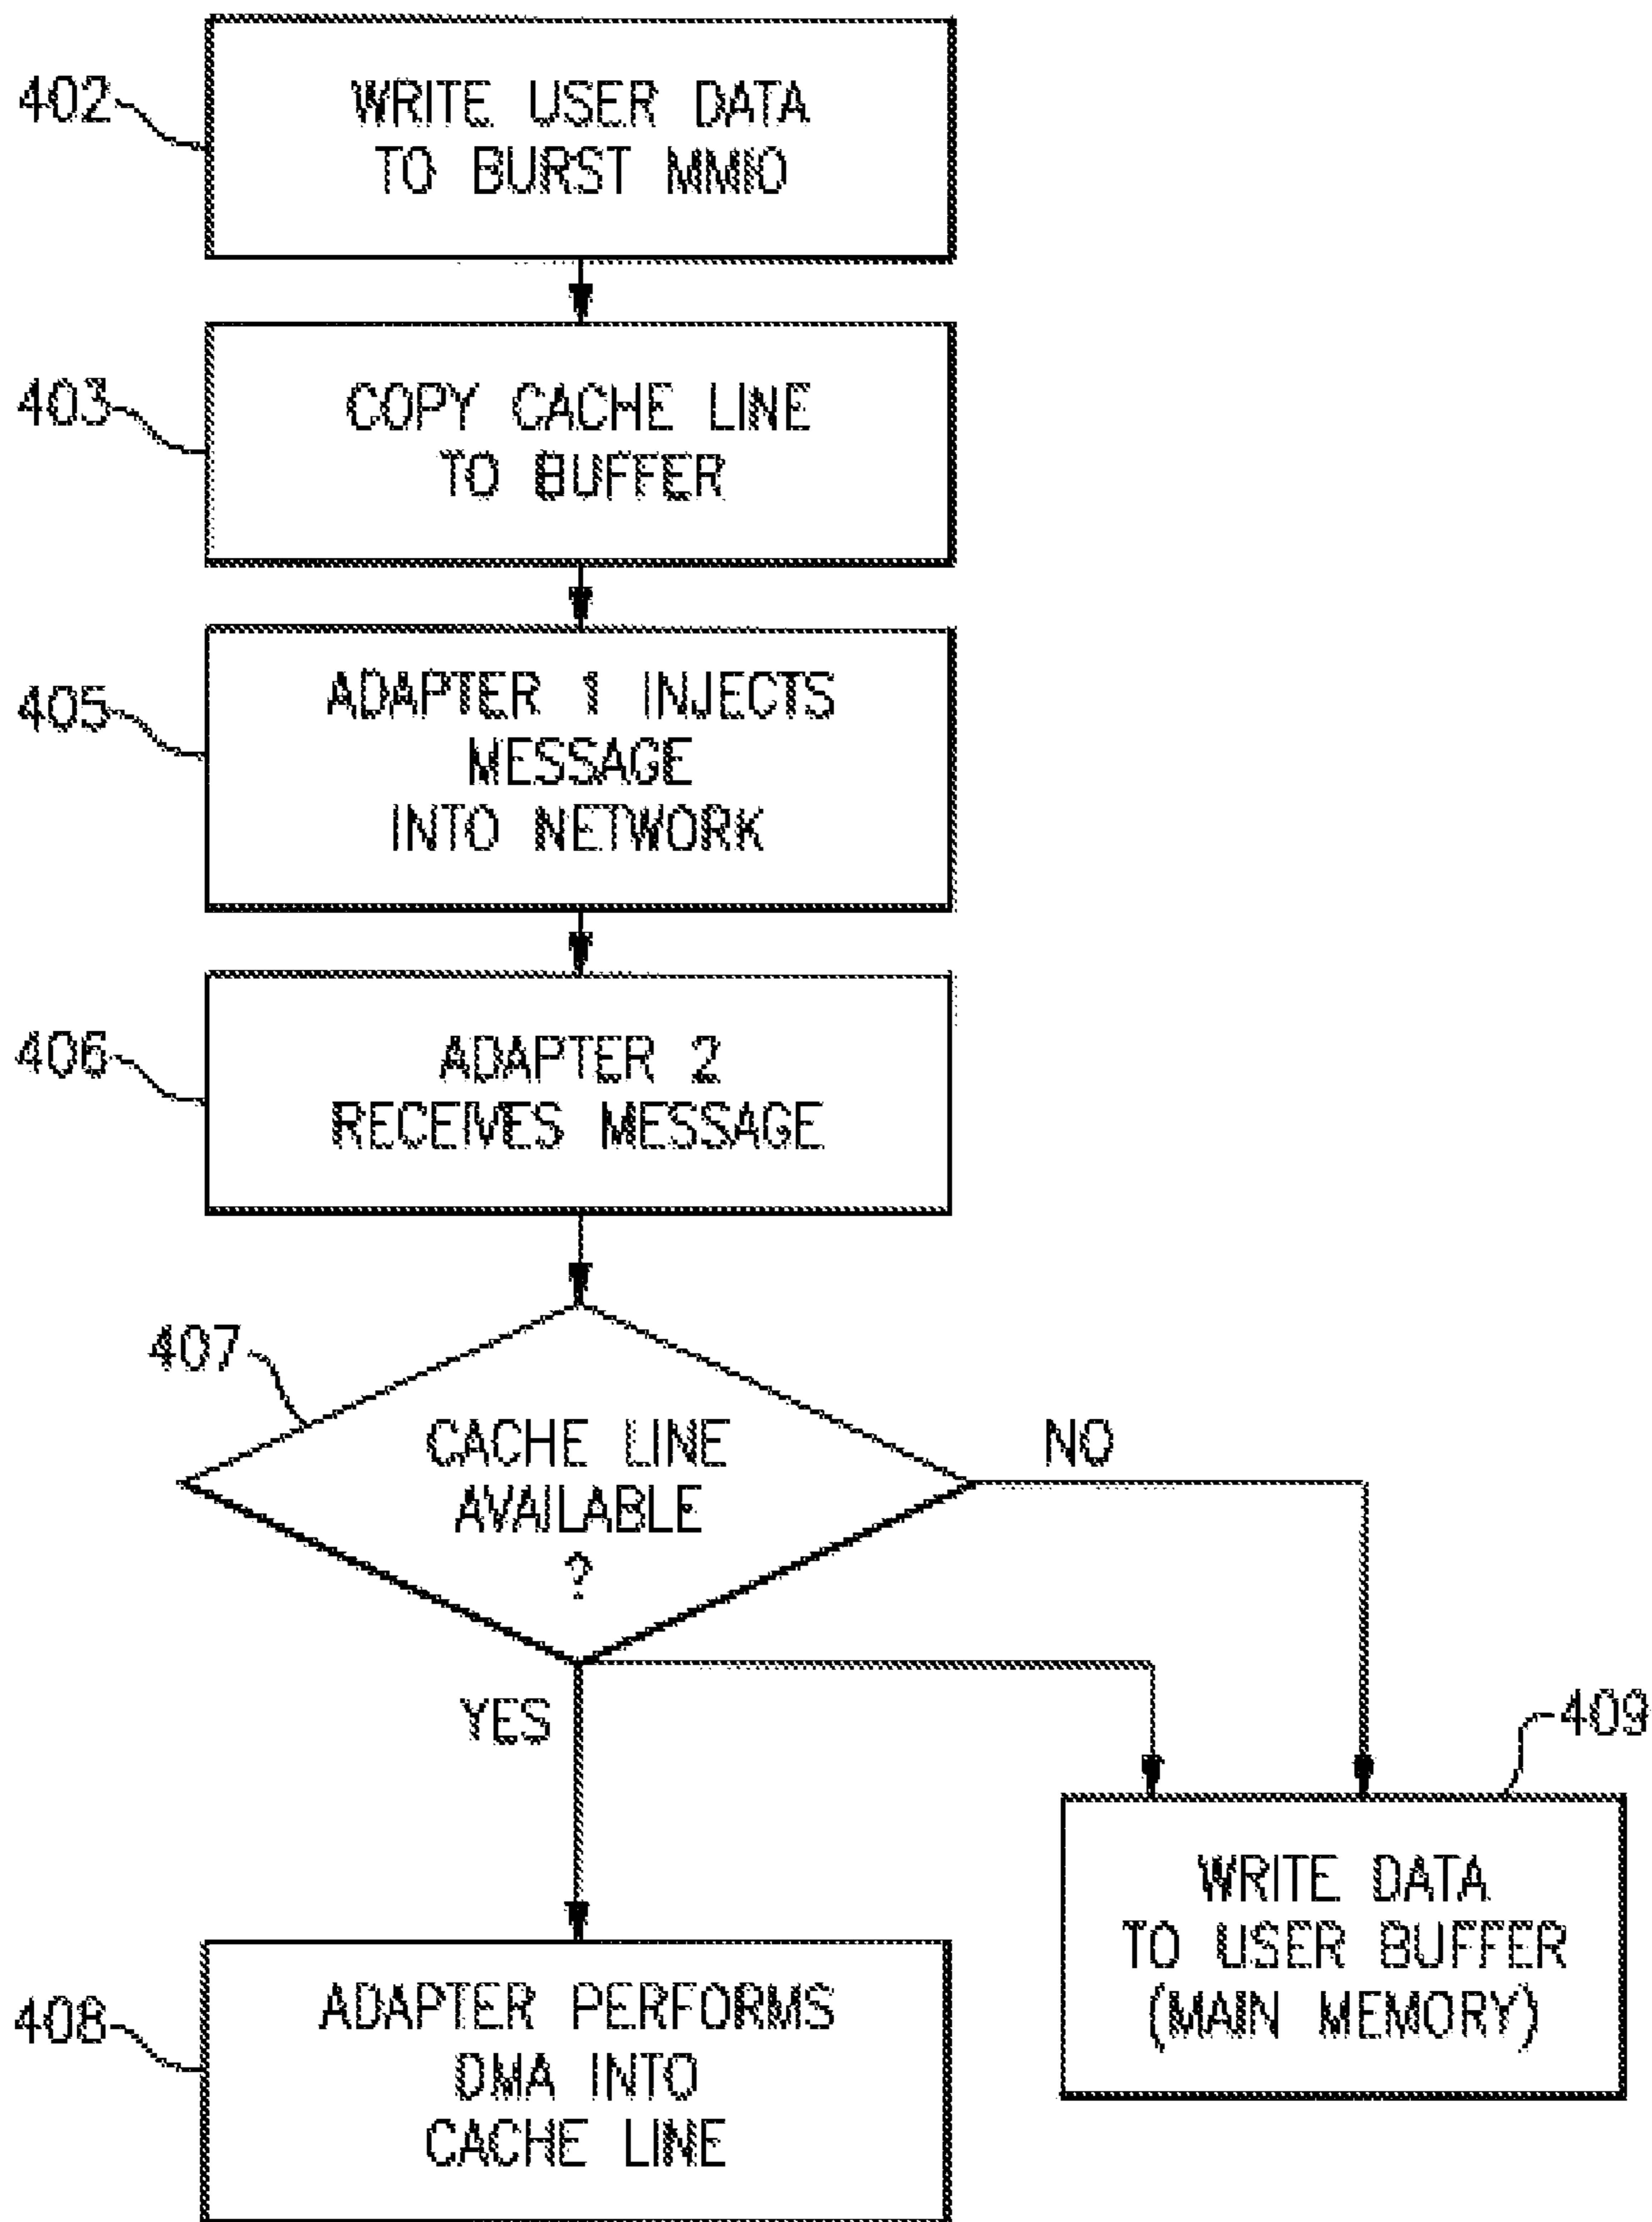 402
WRITE USER DATA
TO BURST MMIO
403
COPY CACHE LINE
TO BUFFER
405
ADAPTER 1 INJECTS
MESSAGE
INTO NETWORK
406
ADAPTER 2
RECEIVES MESSAGE
407
CACHE LINE
AVAILABLE
?
NO
YES
409
WRITE DATA
TO USER BUFFER
(MAIN MEMORY)
408
ADAPTER PERFORMS
DMA INTO
CACHE LINE